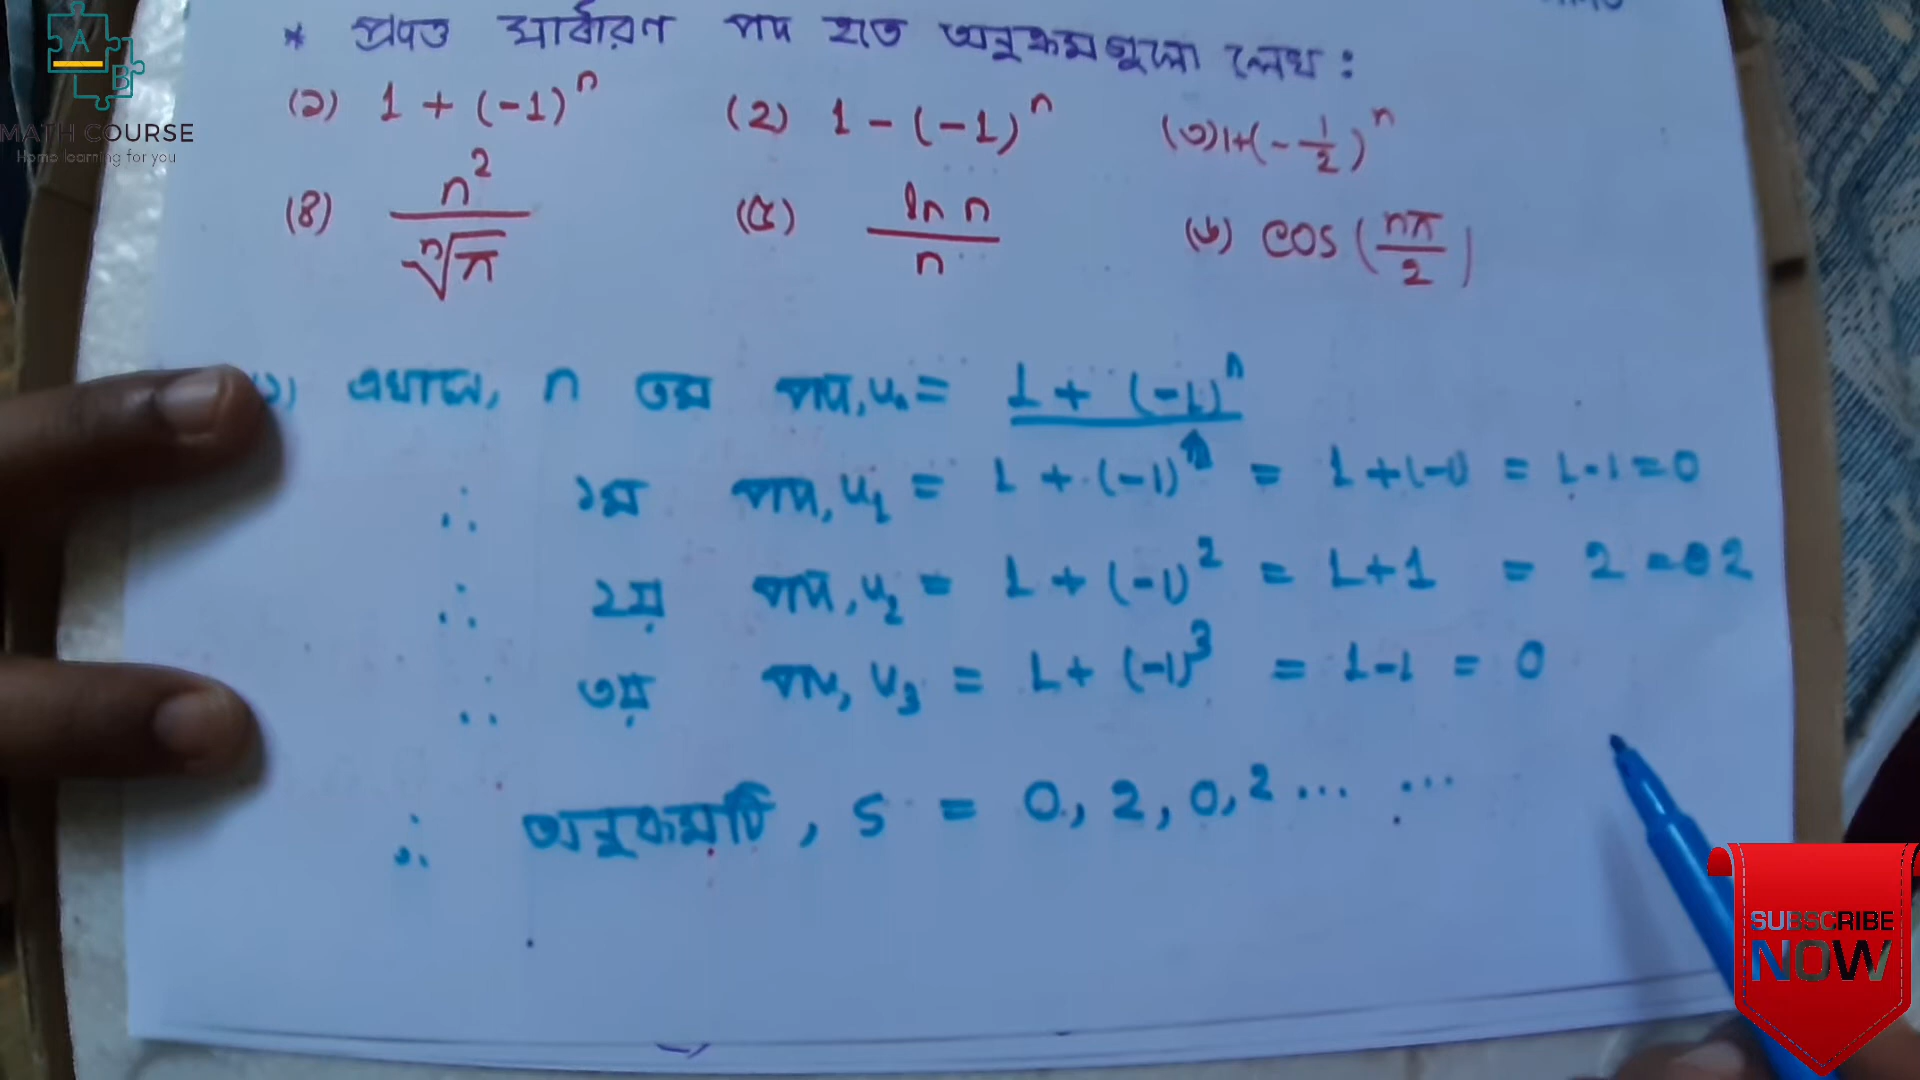 * প্রদত্ত সাধারণ পদ হতে অনুক্রমগুলো লেখ :
(১) 1 + (-1)^n (2) 1 - (-1)^n (৩) 1+(-1/2)^n
(৪) n²/ⁿ√π (৫) ln n/n (৬) cos(nπ/2)
১) এখানে, n তম পদ, uₙ = 1 + (-1)^n
∴ ১ম পদ, u₁ = 1 + (-1)^1 = 1 + (-1) = 1-1 = 0
∴ ২য় পদ, u₂ = 1 + (-1)² = 1+1 = 2 = 2
∴ ৩য় পদ, u₃ = 1 + (-1)³ = 1-1 = 0
∴ অনুক্রমটি, S = 0, 2, 0, 2 ... ...
A
B
MATH COURSE
Home learning for you
SUBSCRIBE
NOW